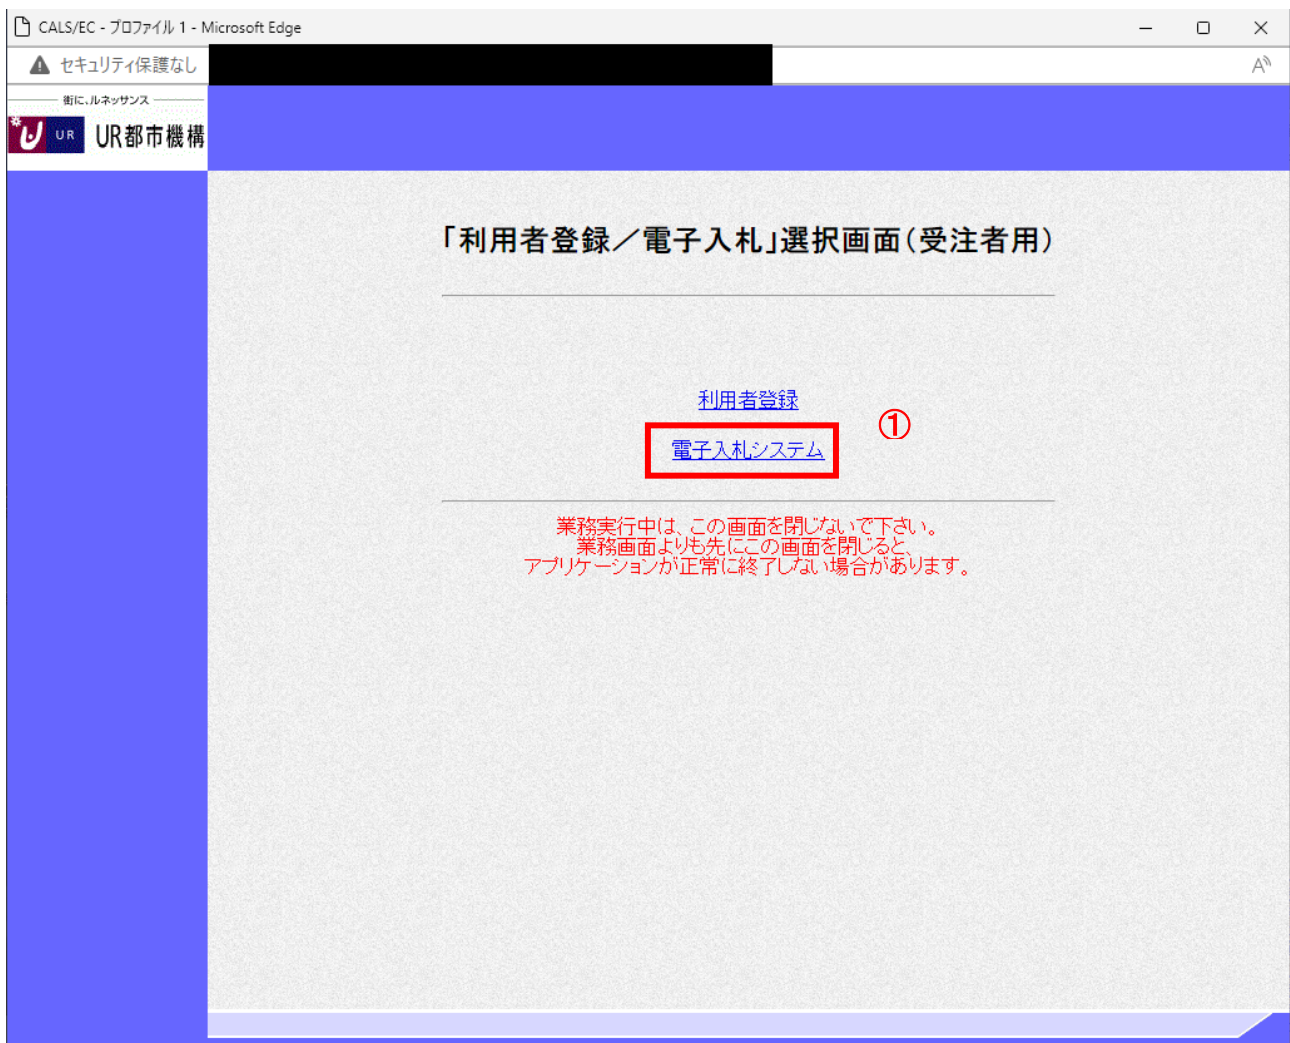 CALS/EC - プロファイル 1 - Microsoft Edge
セキュリティ保護なし
街に、ルネッサンス
UR UR都市機構
「利用者登録／電子入札」選択画面（受注者用）
利用者登録
①
電子入札システム
業務実行中は、この画面を閉じないで下さい。
業務画面よりも先にこの画面を閉じると、
アプリケーションが正常に終了しない場合があります。